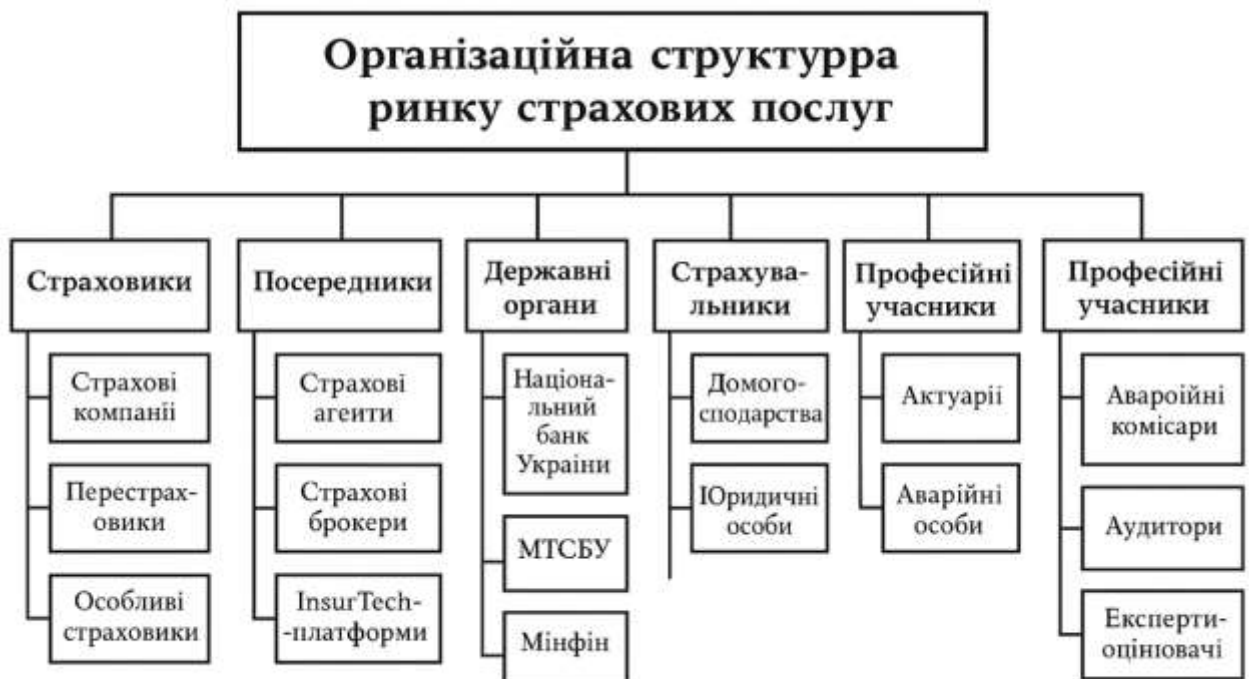 Організаційна структурра
ринку страхових послуг
Страховики
Страхові
компанії
Перестрах-
овики
Особливі
страховики
Посередники
Страхові
агенти
Страхові
брокери
InsurTech-
-платформи
Державні
органи
Націона-
льний
банк
України
МТСБУ
Мінфін
Страхува-
льники
Домого-
сподарства
Юридичні
особи
Професійні
учасники
Актуарії
Аварійні
особи
Професійні
учасники
Авароійні
комісари
Аудитори
Експерти-
оцінювачі